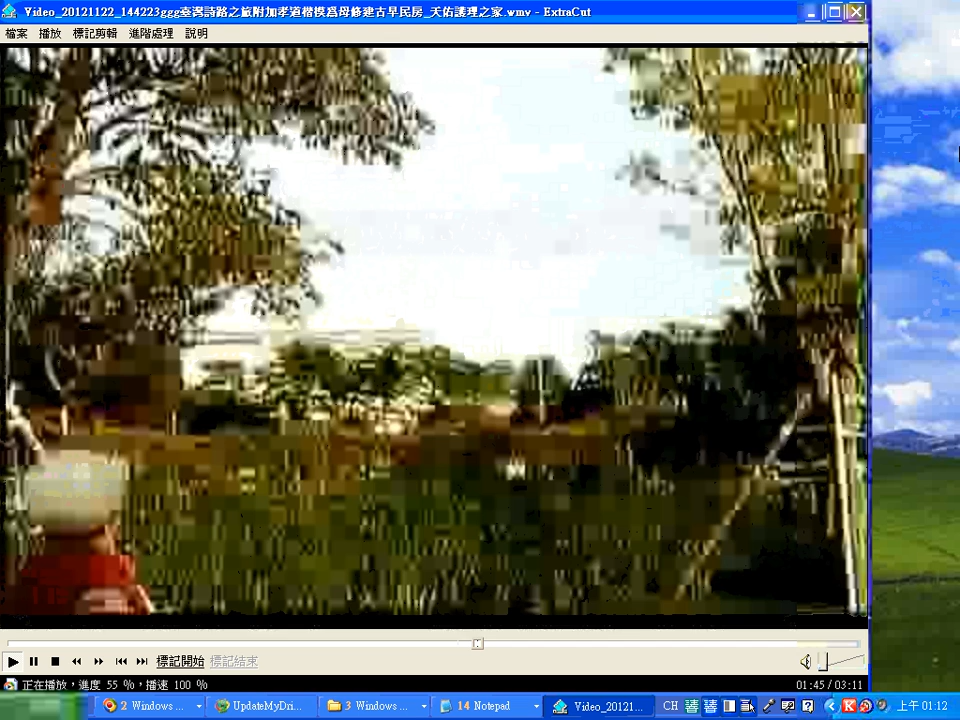 Video_20121122_144223ggg臺灣詩路之旅附加孝道楷模爲母修建古早民房_天佑護理之家.wmv - ExtraCut
檔案 播放 標記剪輯 進階處理 說明
標記開始 標記結束
正在播放，進度 55 %，播速 100 %
01:45 / 03:11
2 Windows ... UpdateMyDri... 3 Windows ... 14 Notepad Video_20121... CH 上午 01:12